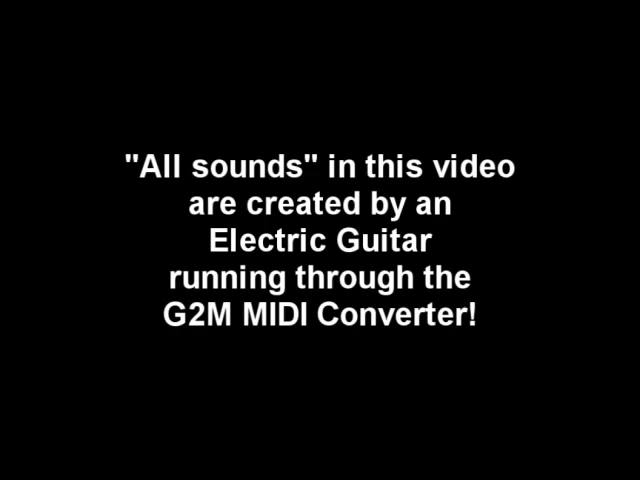 "All sounds" in this video
are created by an
Electric Guitar
running through the
G2M MIDI Converter!